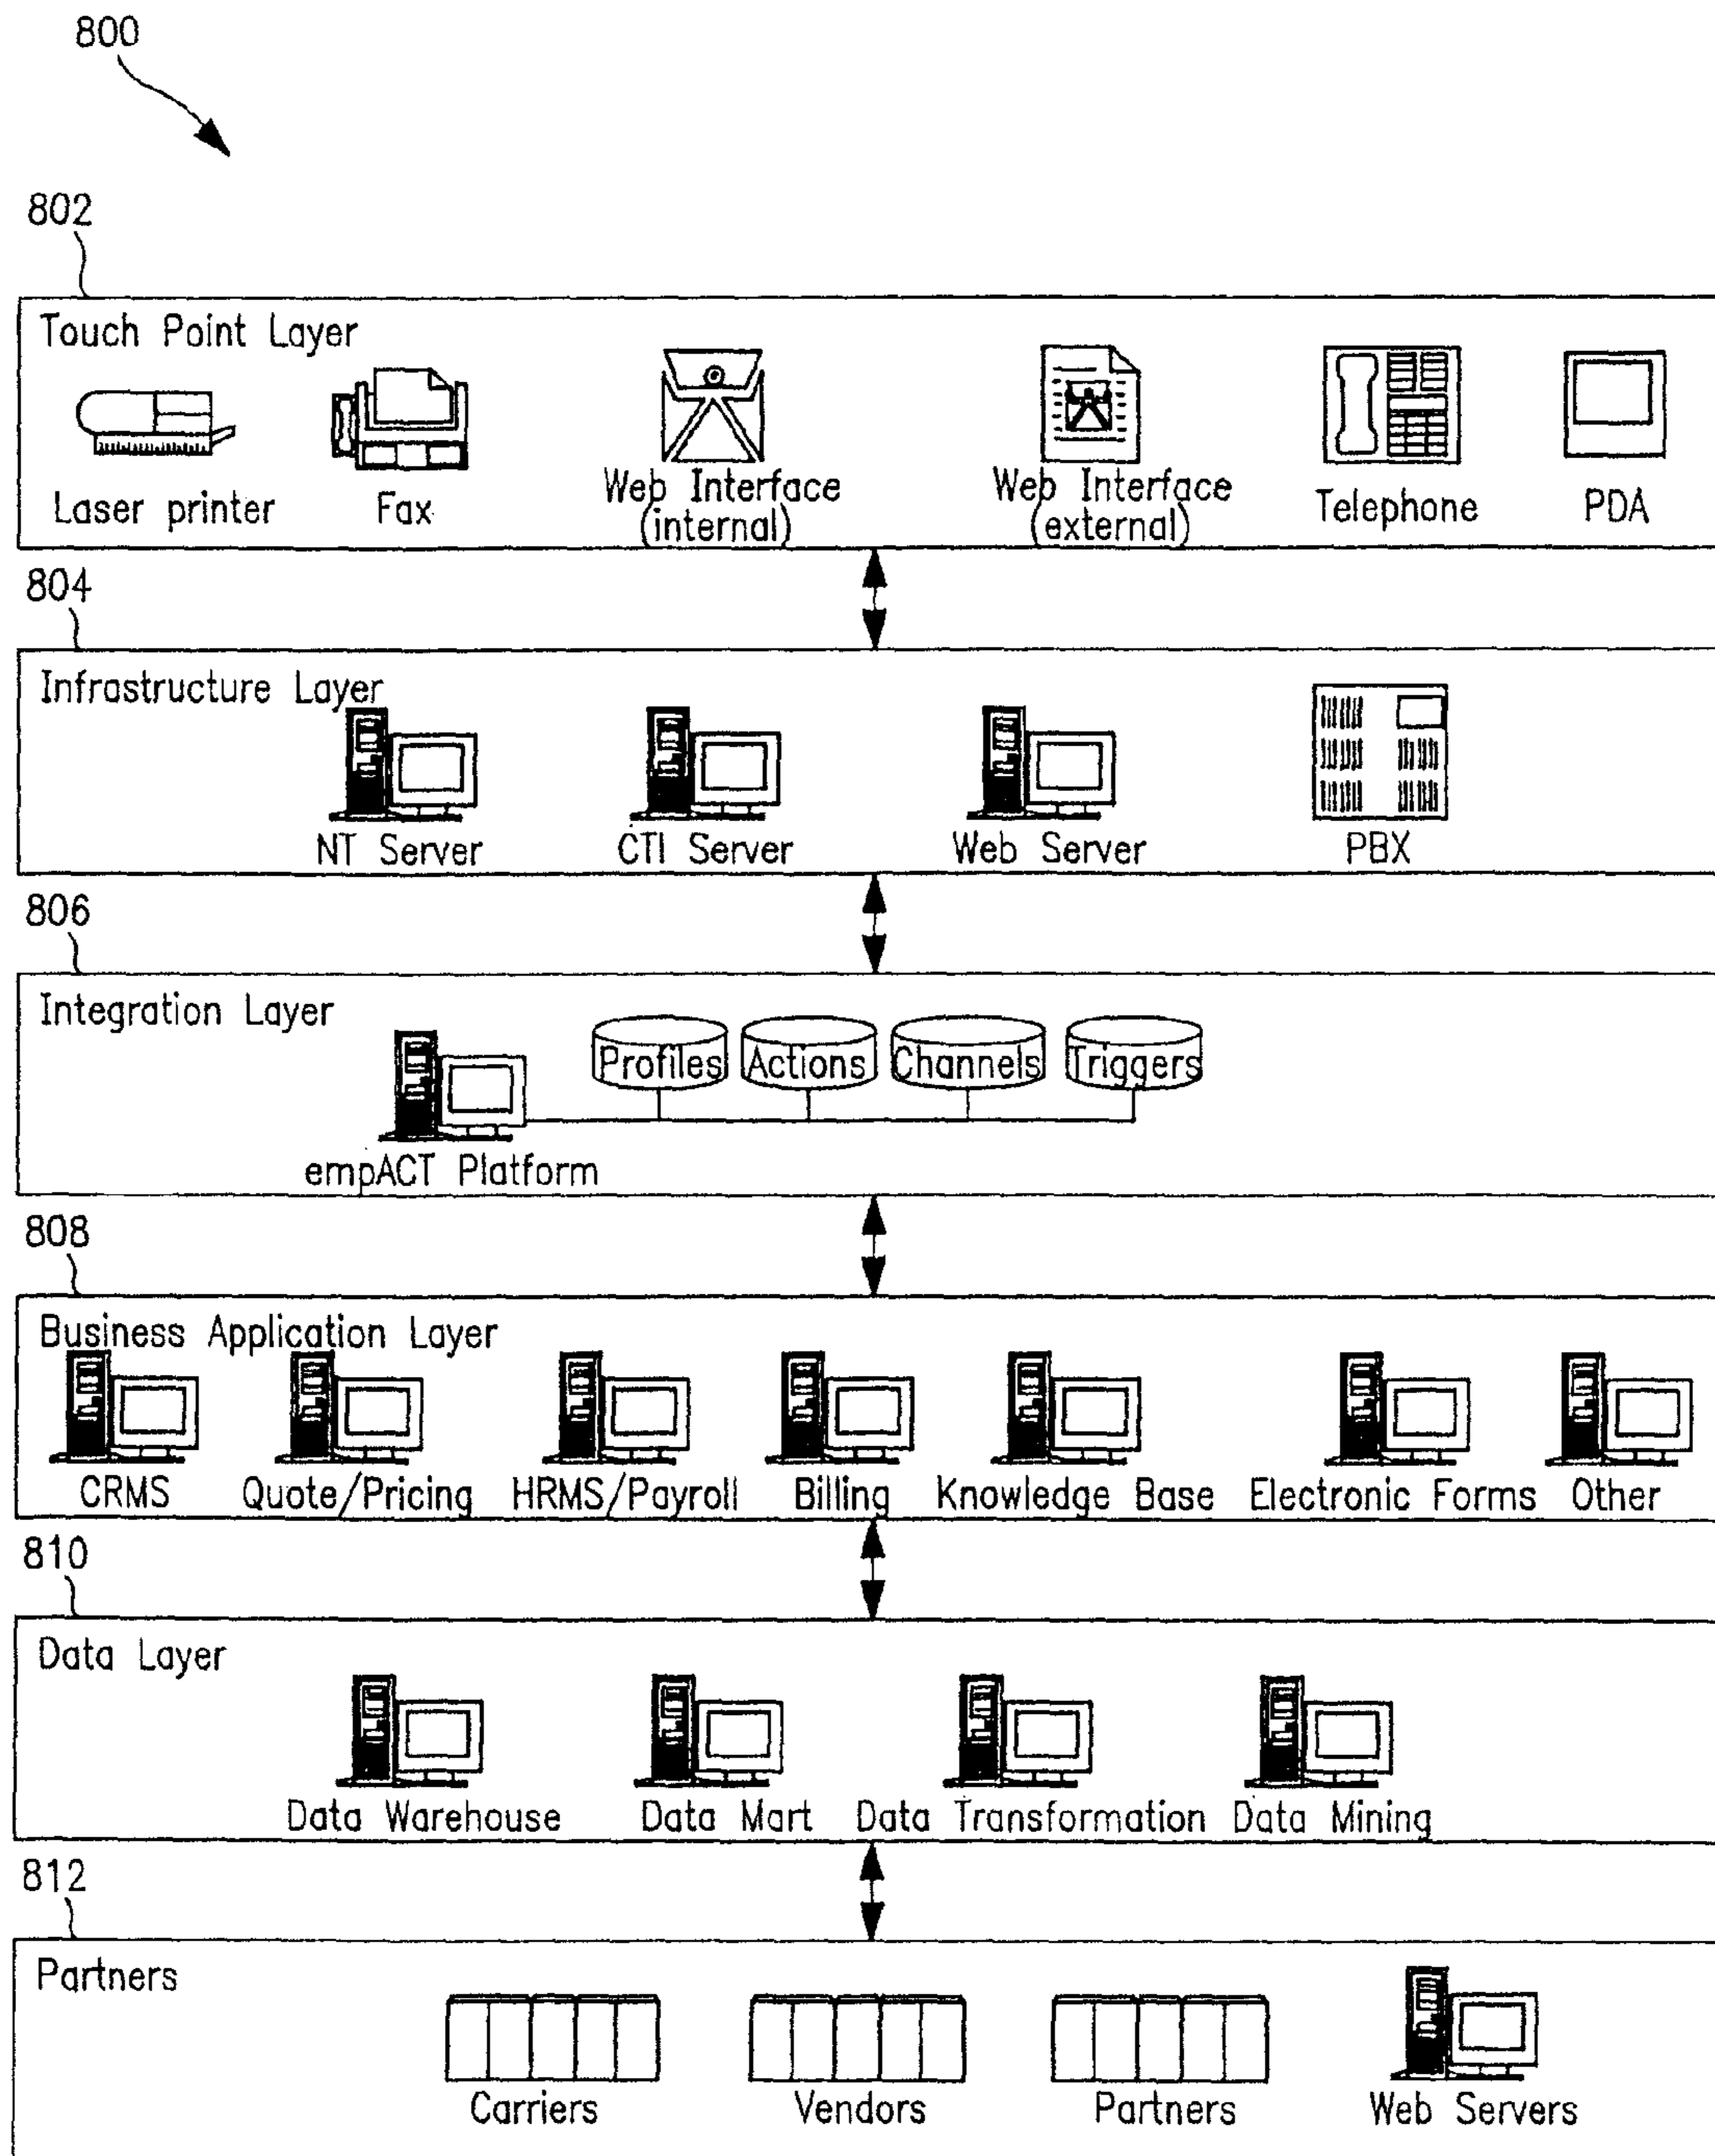 800
802
Touch Point Layer
Laser printer
Fax
Web Interface
(internal)
Web Interface
(external)
Telephone
PDA
804
Infrastructure Layer
NT Server
CTI Server
Web Server
PBX
806
Integration Layer
Profiles
Actions
Channels
Triggers
empACT Platform
808
Business Application Layer
CRMS
Quote/Pricing
HRMS/Payroll
Billing
Knowledge Base
Electronic Forms
Other
810
Data Layer
Data Warehouse
Data Mart
Data Transformation
Data Mining
812
Partners
Carriers
Vendors
Partners
Web Servers